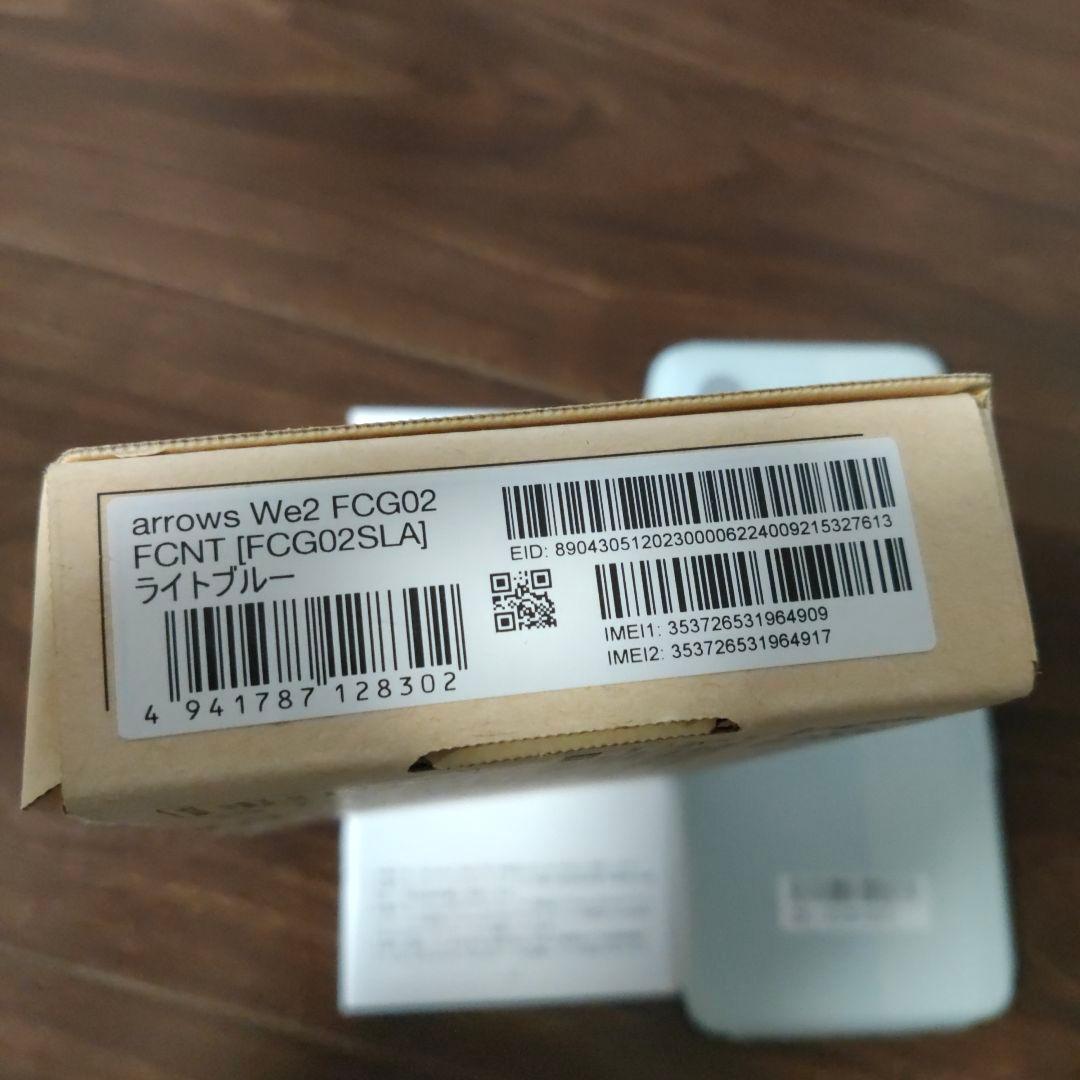 arrows We2 FCG02
FCNT [FCG02SLA]
ライトブルー
4 941787 128302
EID: 89043051202300006224009215327613
IMEI1: 353726531964909
IMEI2: 353726531964917